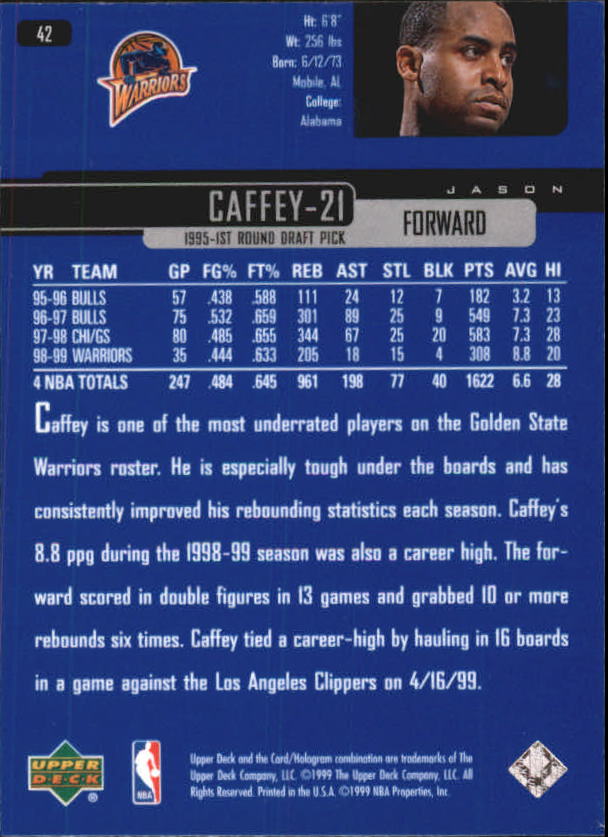 42
WARRIORS
Ht: 6'8"
Wt: 256 lbs
Born: 6/12/73
Mobile, AL
College:
Alabama
JASON
CAFFEY-21
FORWARD
1995-1ST ROUND DRAFT PICK
YR TEAM GP FG% FT% REB AST STL BLK PTS AVG HI
95-96 BULLS 57 .438 .588 111 24 12 7 182 3.2 13
96-97 BULLS 75 .532 .659 301 89 25 9 549 7.3 23
97-98 CHI/GS 80 .485 .655 344 67 25 20 583 7.3 28
98-99 WARRIORS 35 .444 .633 205 18 15 4 308 8.8 20
4 NBA TOTALS 247 .484 .645 961 198 77 40 1622 6.6 28
Caffey is one of the most underrated players on the Golden State
Warriors roster. He is especially tough under the boards and has
consistently improved his rebounding statistics each season. Caffey's
8.8 ppg during the 1998-99 season was also a career high. The for-
ward scored in double figures in 13 games and grabbed 10 or more
rebounds six times. Caffey tied a career-high by hauling in 16 boards
in a game against the Los Angeles Clippers on 4/16/99.
UPPER
DECK
®
NBA
Upper Deck and the Card/Hologram combination are trademarks of The
Upper Deck Company, LLC. ©1999 The Upper Deck Company, LLC. All
Rights Reserved. Printed in the U.S.A. ©1999 NBA Properties, Inc.